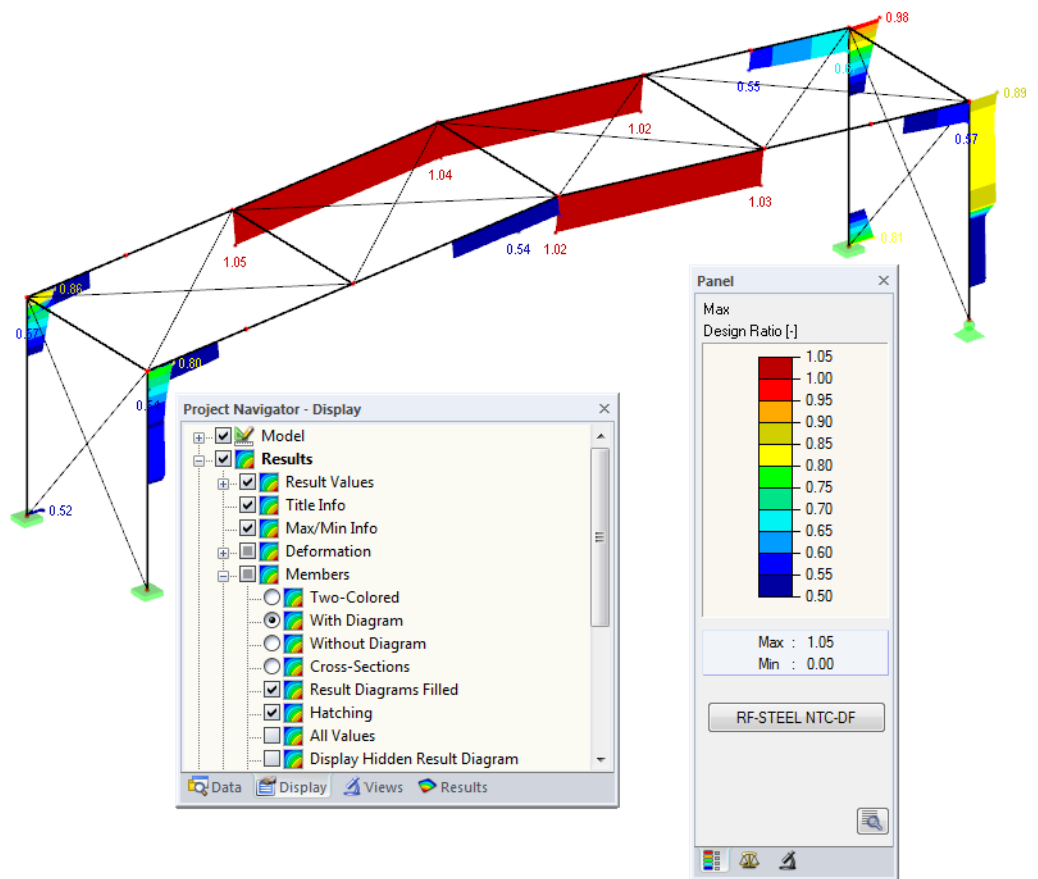 0.98
0.55
0.89
0.57
1.02
1.04
1.03
0.54
1.02
0.81
1.05
0.86
0.57
0.80
0.54
0.52
Project Navigator - Display
Model
Results
Result Values
Title Info
Max/Min Info
Deformation
Members
Two-Colored
With Diagram
Without Diagram
Cross-Sections
Result Diagrams Filled
Hatching
All Values
Display Hidden Result Diagram
Data Display Views Results
Panel
Max
Design Ratio [-]
1.05
1.00
0.95
0.90
0.85
0.80
0.75
0.70
0.65
0.60
0.55
0.50
Max : 1.05
Min : 0.00
RF-STEEL NTC-DF